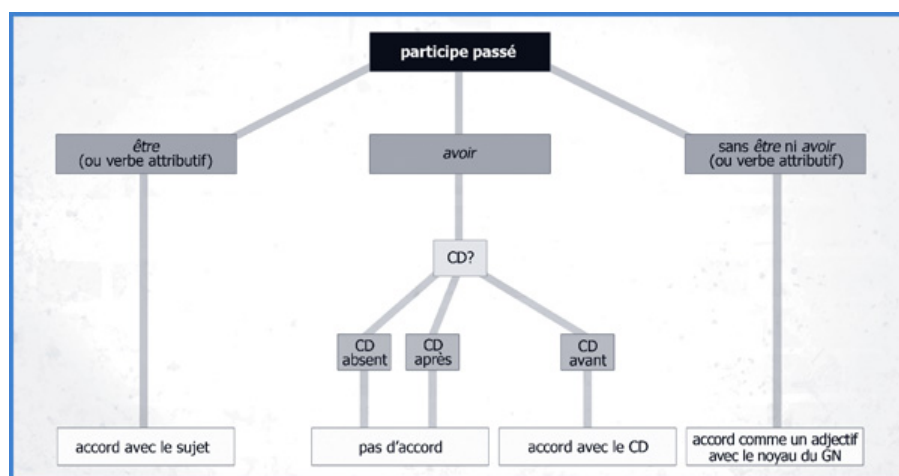 participe passé
être
(ou verbe attributif)
avoir
sans être ni avoir
(ou verbe attributif)
CD?
CD
absent
CD
après
CD
avant
accord avec le sujet
pas d'accord
accord avec le CD
accord comme un adjectif
avec le noyau du GN